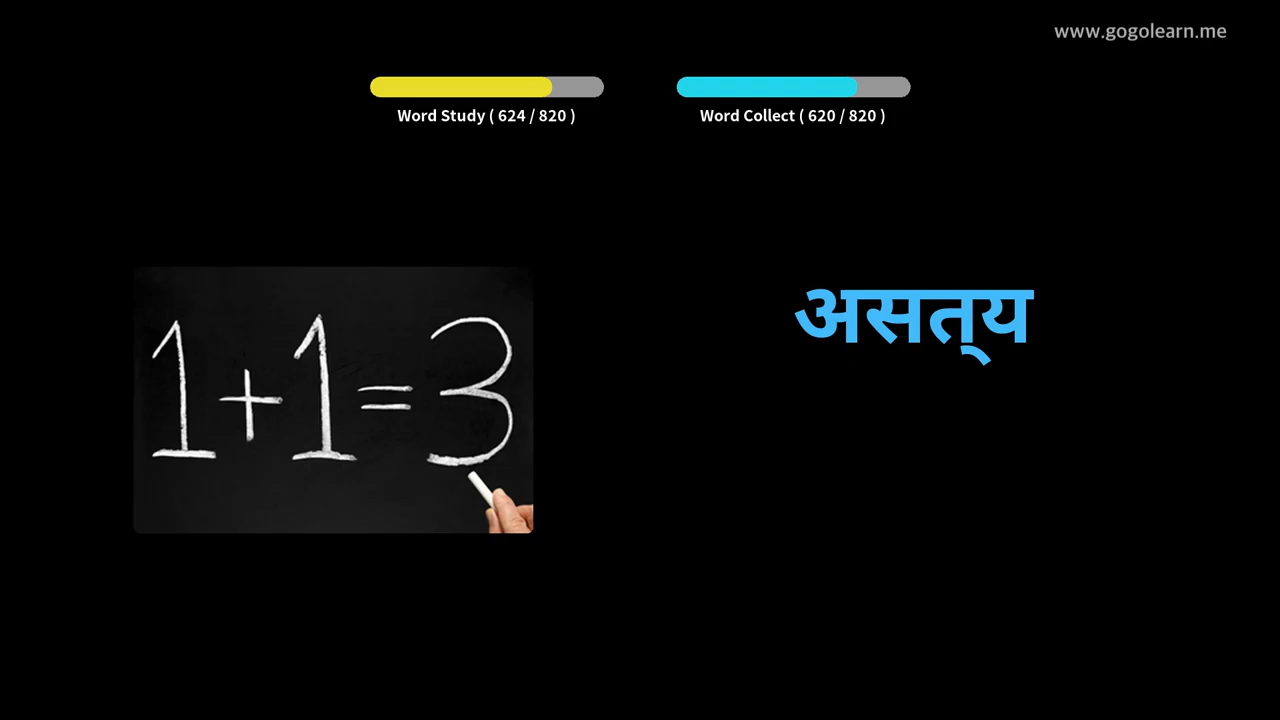 www.gogolearn.me
Word Study ( 624 / 820 )
Word Collect ( 620 / 820 )
1+1=3
असत्य